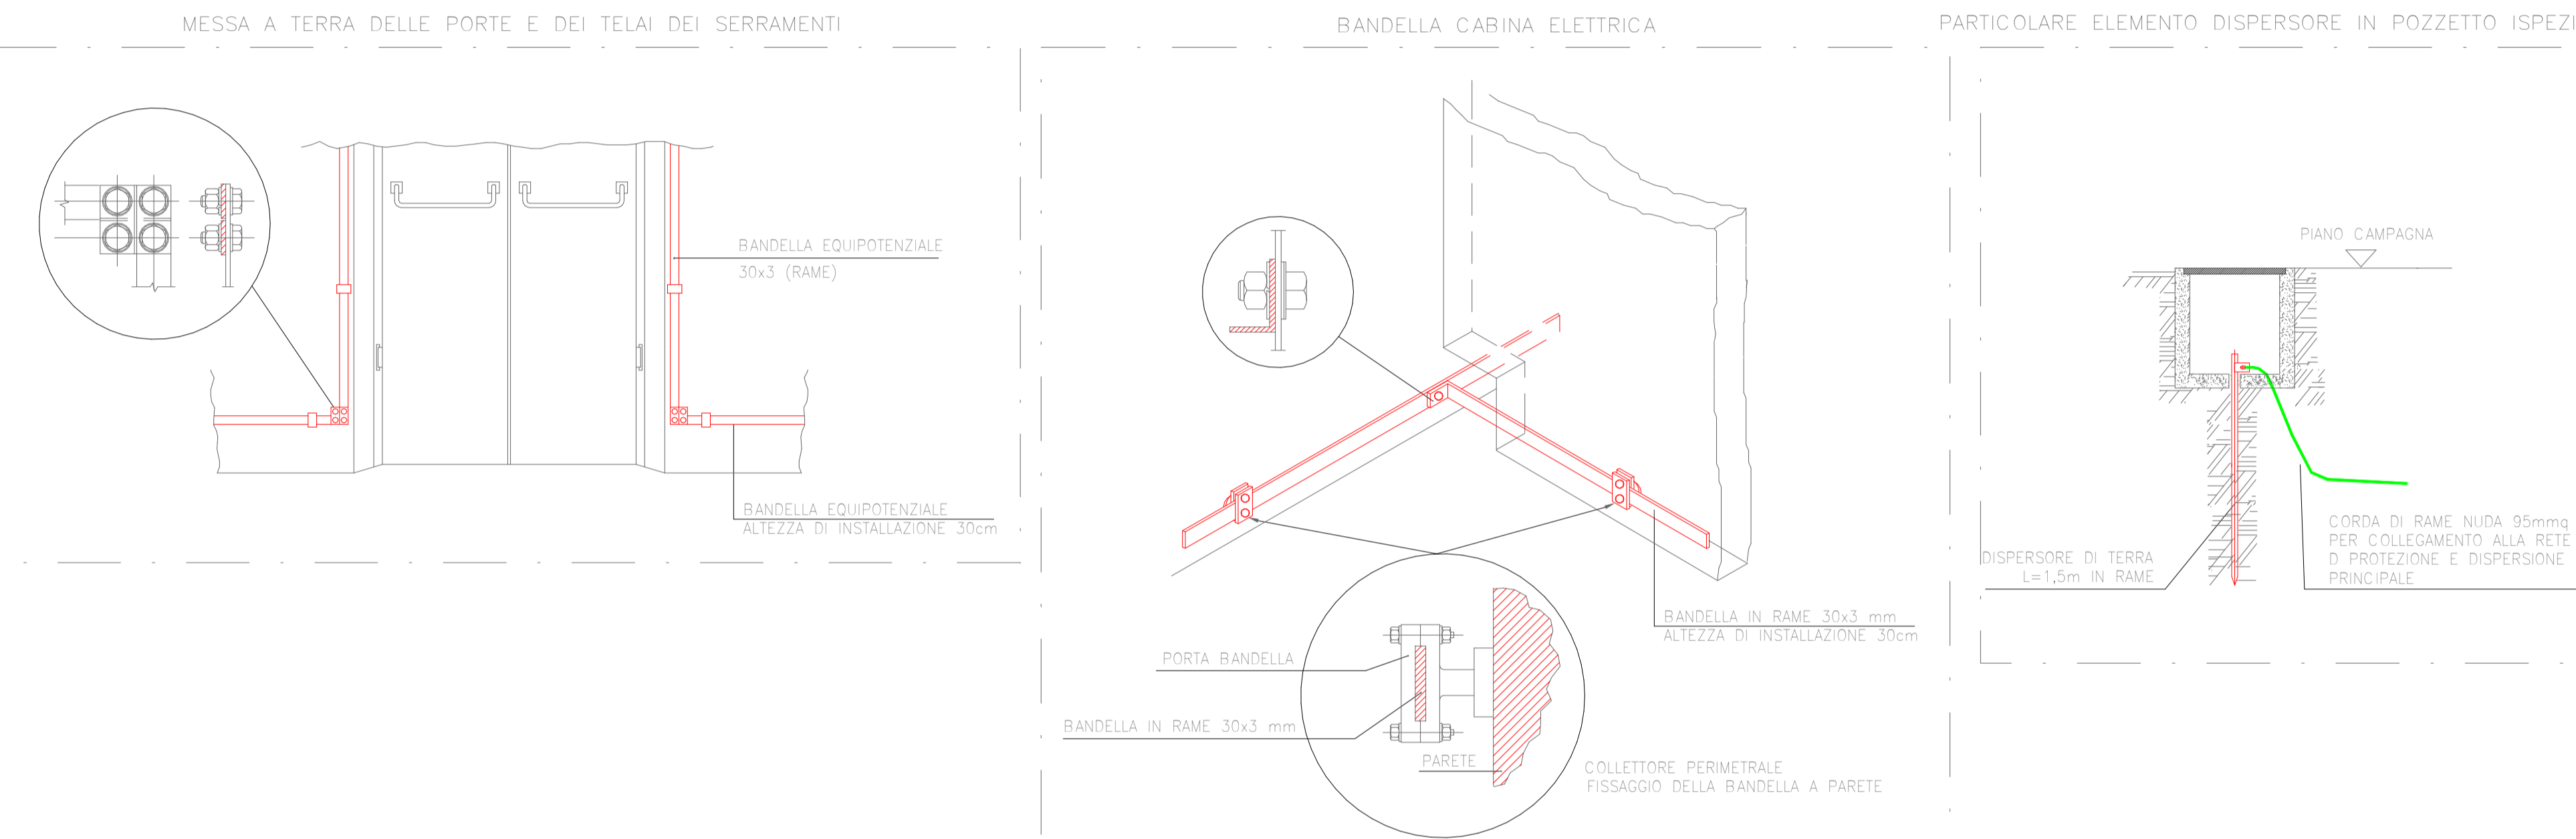 MESSA A TERRA DELLE PORTE E DEI TELAI DEI SERRAMENTI
BANDELLA EQUIPOTENZIALE
30x3 (RAME)
BANDELLA EQUIPOTENZIALE
ALTEZZA DI INSTALLAZIONE 30cm
BANDELLA CABINA ELETTRICA
BANDELLA IN RAME 30x3 mm
ALTEZZA DI INSTALLAZIONE 30cm
PORTA BANDELLA
BANDELLA IN RAME 30x3 mm
PARETE
COLLETTORE PERIMETRALE
FISSAGGIO DELLA BANDELLA A PARETE
PARTICOLARE ELEMENTO DISPERSORE IN POZZETTO ISPEZI
PIANO CAMPAGNA
DISPERSORE DI TERRA
L=1,5m IN RAME
CORDA DI RAME NUDA 95mmq
PER COLLEGAMENTO ALLA RETE
D PROTEZIONE E DISPERSIONE
PRINCIPALE